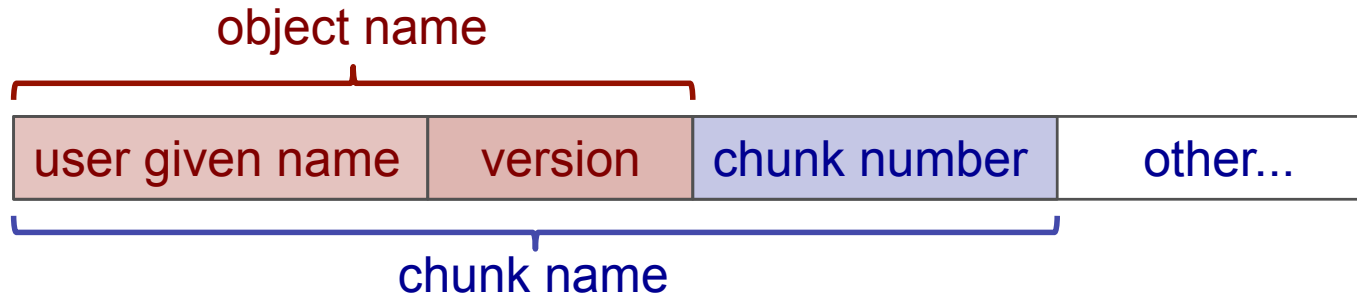 object name
user given name version chunk number other...
chunk name